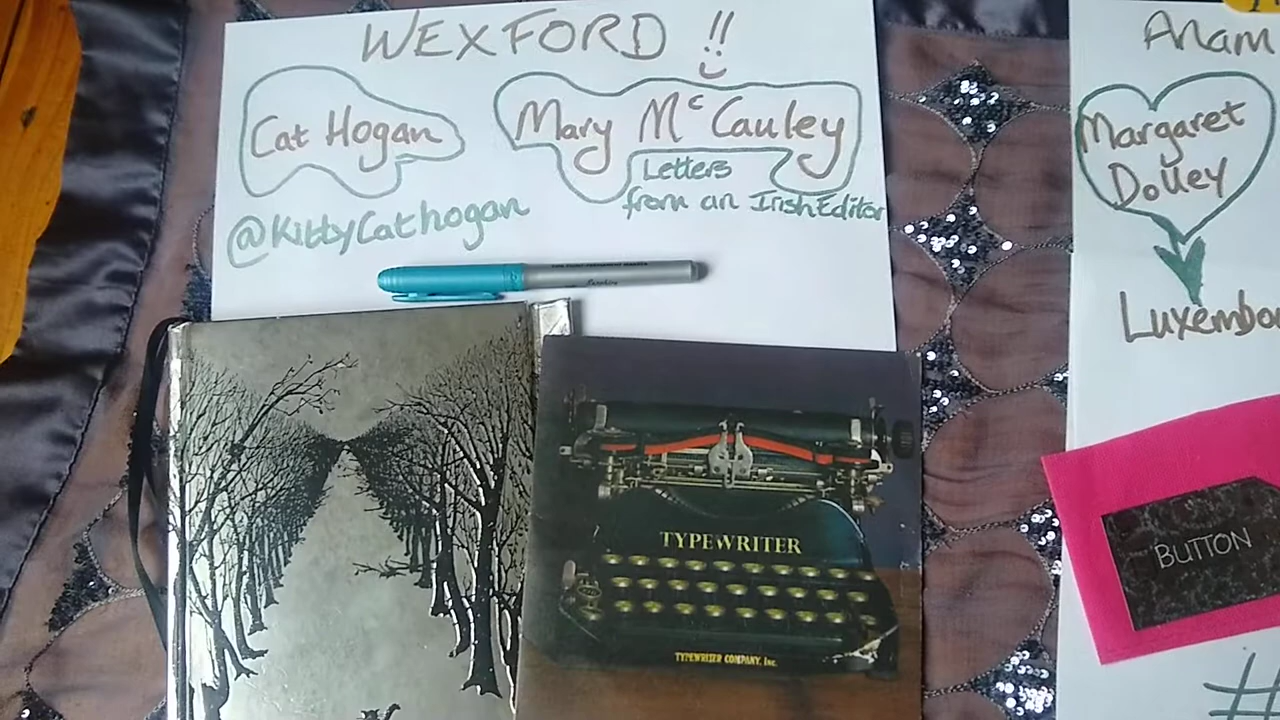 WEXFORD !!
Cat Hogan
Mary McCauley
Letters
from an Irish Editor
@KittyCathogan
Sapphire
TYPEWRITER
TYPEWRITER COMPANY, Inc.
Anam
Margaret
Dolley
Luxembo
BUTTON
#